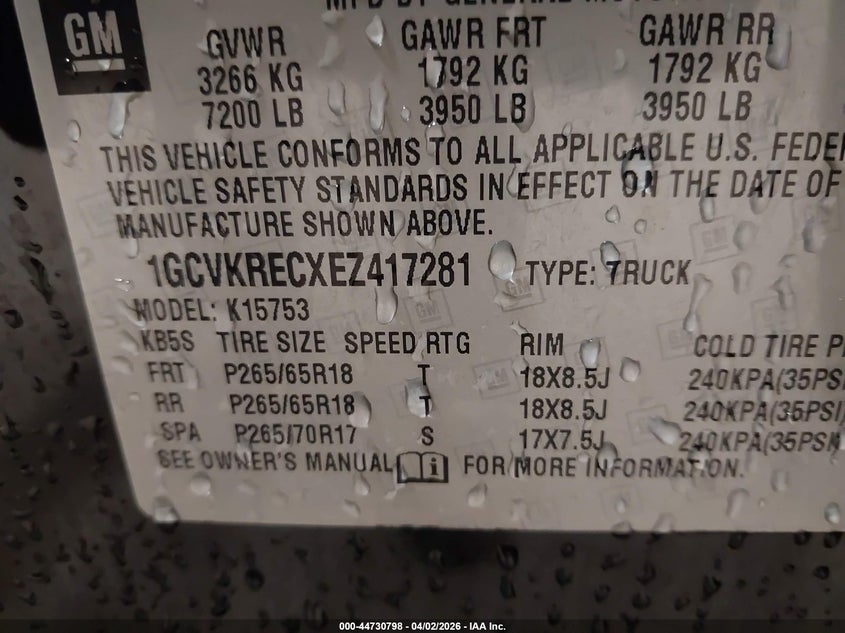 MFD BY GENERAL
GM
GVWR GAWR FRT GAWR RR
3266 KG 1792 KG 1792 KG
7200 LB 3950 LB 3950 LB
THIS VEHICLE CONFORMS TO ALL APPLICABLE U.S. FEDE
VEHICLE SAFETY STANDARDS IN EFFECT ON THE DATE OF
MANUFACTURE SHOWN ABOVE.
1GCVKRECXEZ417281 TYPE: TRUCK
MODEL: K15753
KB5S TIRE SIZE SPEED RTG RIM COLD TIRE P
FRT P265/65R18 T 18X8.5J 240KPA(35PSI
RR P265/65R18 T 18X8.5J 240KPA(35PSI)
SPA P265/70R17 S 17X7.5J 240KPA(35PSI
SEE OWNER'S MANUAL FOR MORE INFORMATION.
000-44730798 - 04/02/2026 - IAA Inc.